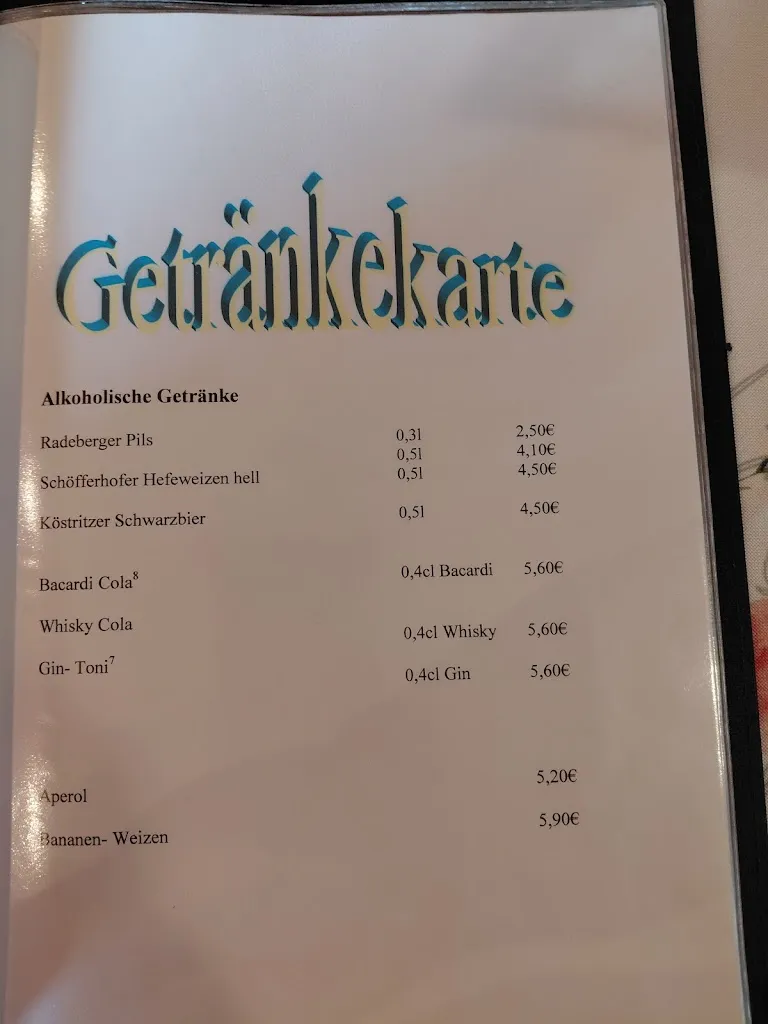 Getränkekarte
Alkoholische Getränke
Radeberger Pils 0,3l 2,50€
0,5l 4,10€
Schöfferhofer Hefeweizen hell 0,5l 4,50€
Köstritzer Schwarzbier 0,5l 4,50€
Bacardi Cola⁸ 0,4cl Bacardi 5,60€
Whisky Cola 0,4cl Whisky 5,60€
Gin- Toni⁷ 0,4cl Gin 5,60€
Aperol 5,20€
Bananen- Weizen 5,90€